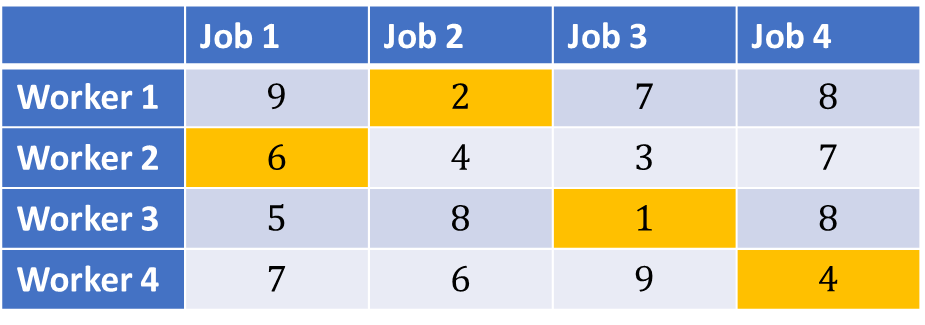 Job 1 Job 2 Job 3 Job 4
Worker 1 9 2 7 8
Worker 2 6 4 3 7
Worker 3 5 8 1 8
Worker 4 7 6 9 4